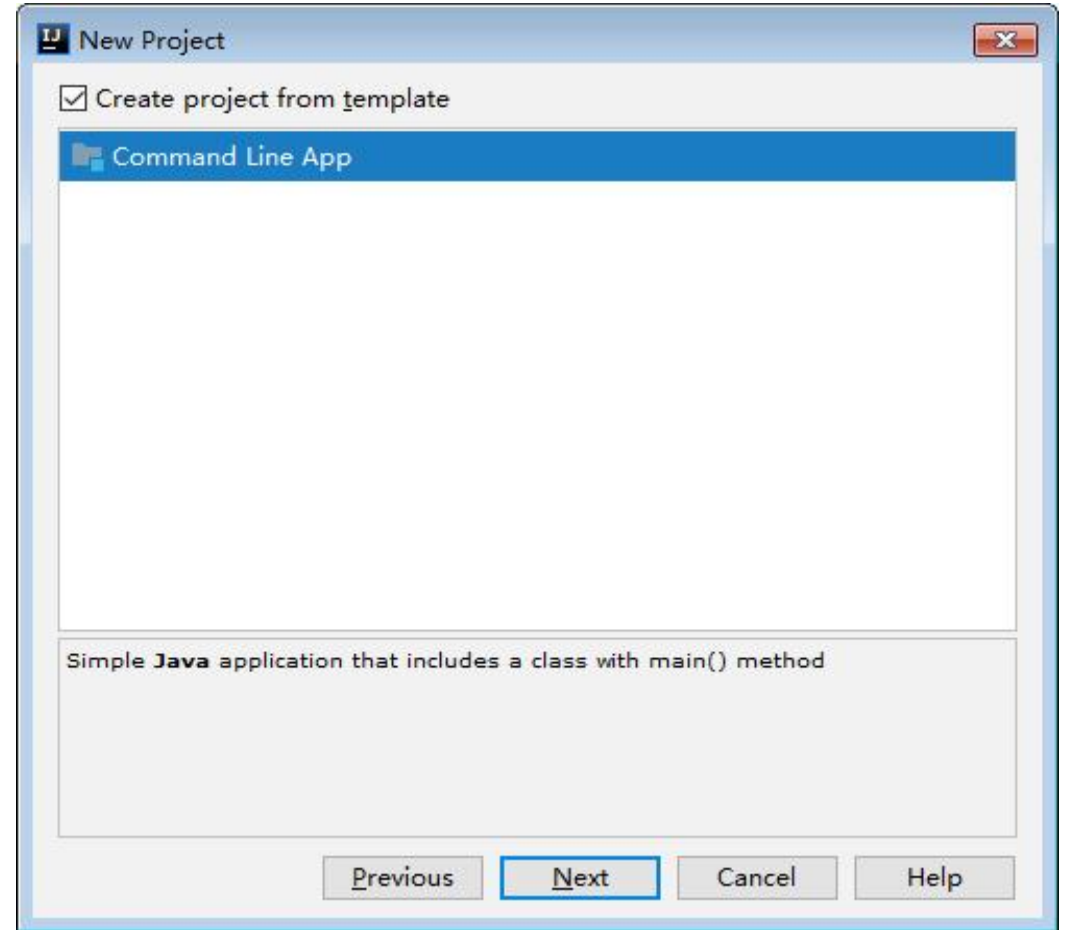 IJ New Project
Create project from template
Command Line App
Simple Java application that includes a class with main() method
Previous Next Cancel Help